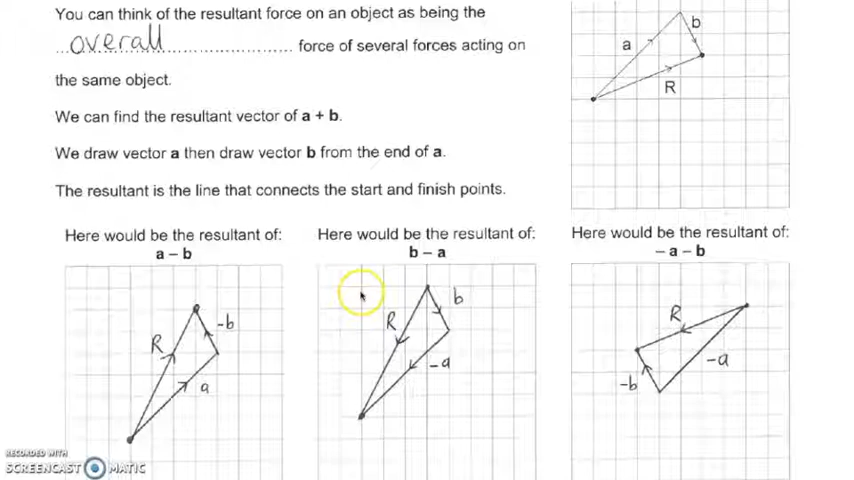 You can think of the resultant force on an object as being the
...overall.............................. force of several forces acting on
the same object.
We can find the resultant vector of a + b.
We draw vector a then draw vector b from the end of a.
The resultant is the line that connects the start and finish points.
a
b
R
Here would be the resultant of:
a – b
R
-b
a
Here would be the resultant of:
b – a
R
b
-a
Here would be the resultant of:
– a – b
R
-a
-b
RECORDED WITH
SCREENCAST MATIC